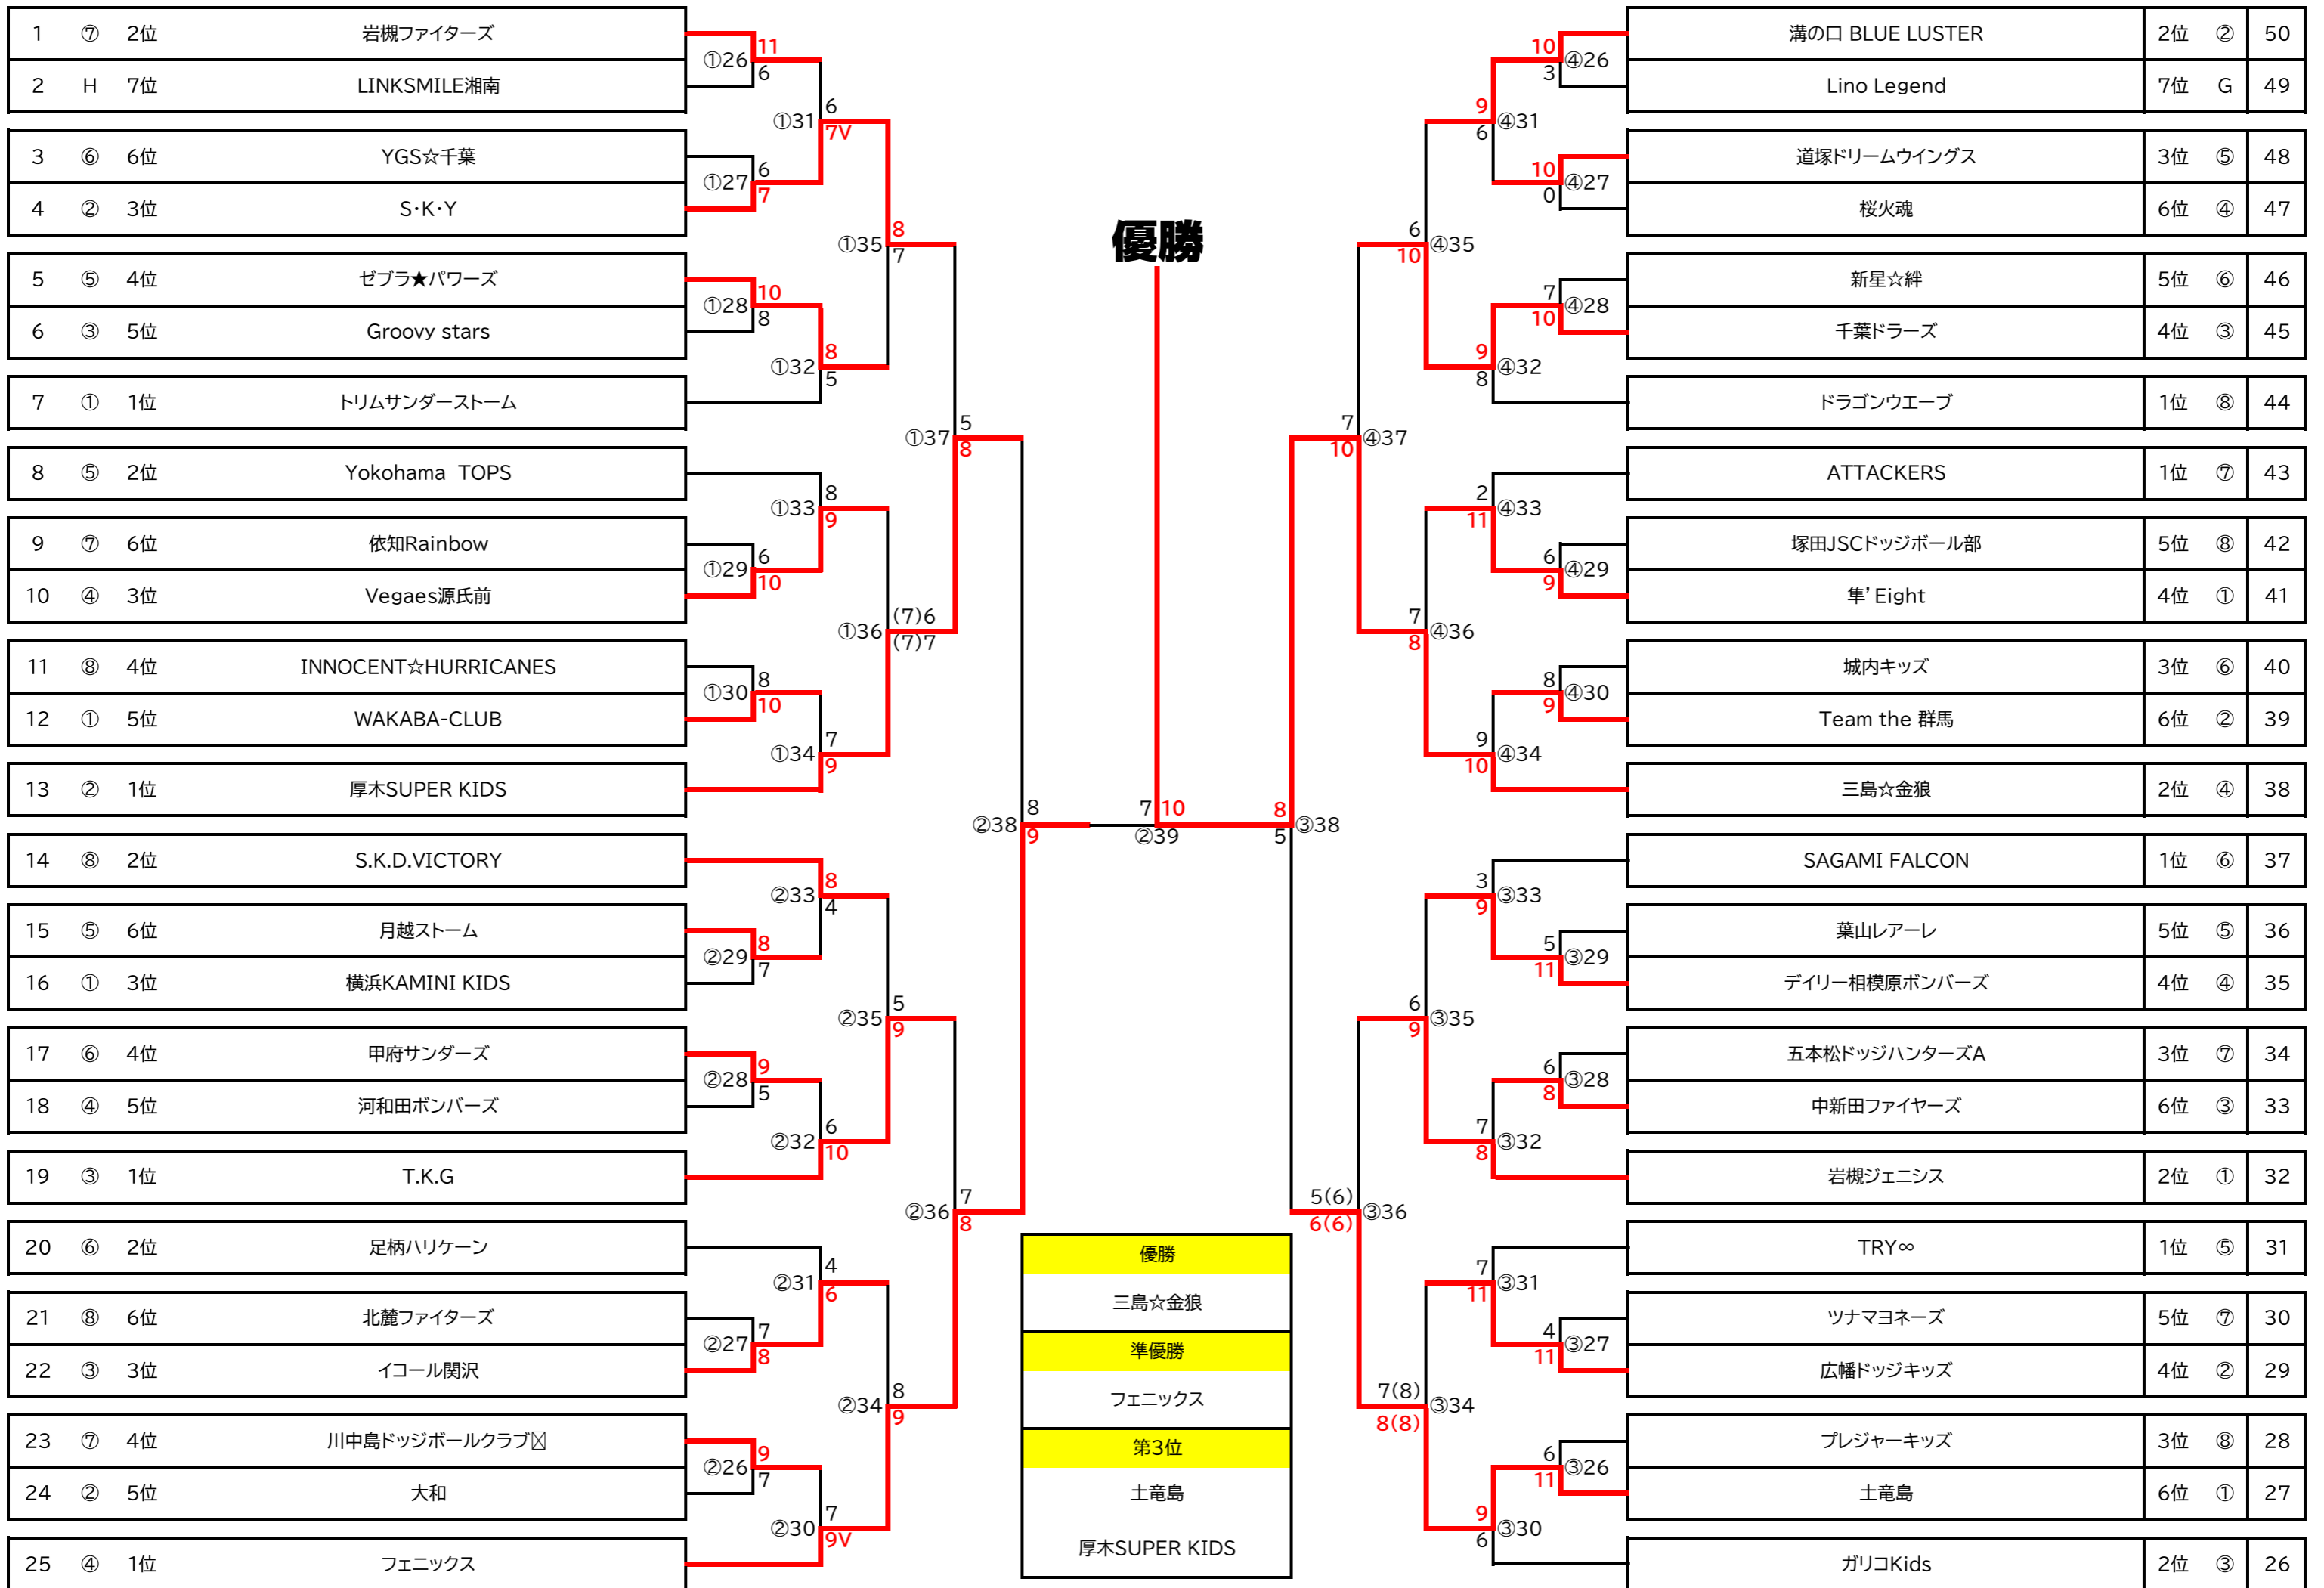 1 ⑦ 2位 岩槻ファイターズ
2 H 7位 LINKSMILE湘南
①26 11 6
3 ⑥ 6位 YGS☆千葉
4 ② 3位 S・K・Y
①27 6 7
①31 6 7V
5 ⑤ 4位 ゼブラ★パワーズ
6 ③ 5位 Groovy stars
①28 10 8
7 ① 1位 トリムサンダーストーム
①32 8 5
①35 8 7
8 ⑤ 2位 Yokohama TOPS
①33 8 9
9 ⑦ 6位 依知Rainbow
10 ④ 3位 Vegaes源氏前
①29 6 10
11 ⑧ 4位 INNOCENT☆HURRICANES
12 ① 5位 WAKABA-CLUB
①30 8 10
13 ② 1位 厚木SUPER KIDS
①34 7 9
①36 (7)6 (7)7
①37 5 8
14 ⑧ 2位 S.K.D.VICTORY
②33 8 4
15 ⑤ 6位 月越ストーム
16 ① 3位 横浜KAMINI KIDS
②29 8 7
17 ⑥ 4位 甲府サンダーズ
18 ④ 5位 河和田ボンバーズ
②28 9 5
19 ③ 1位 T.K.G
②32 6 10
②35 5 9
20 ⑥ 2位 足柄ハリケーン
②31 4 6
21 ⑧ 6位 北麓ファイターズ
22 ③ 3位 イコール関沢
②27 7 8
23 ⑦ 4位 川中島ドッジボールクラブ
24 ② 5位 大和
②26 9 7
25 ④ 1位 フェニックス
②30 7 9V
②34 8 9
②36 7 8
②38 8 9
優勝
7 10
②39
優勝
三島☆金狼
準優勝
フェニックス
第3位
土竜島
厚木SUPER KIDS
溝の口 BLUE LUSTER 2位 ② 50
Lino Legend 7位 G 49
10 3 ④26
道塚ドリームウイングス 3位 ⑤ 48
桜火魂 6位 ④ 47
10 0 ④27
9 6 ④31
新星☆絆 5位 ⑥ 46
千葉ドラーズ 4位 ③ 45
7 10 ④28
ドラゴンウエーブ 1位 ⑧ 44
9 8 ④32
6 10 ④35
ATTACKERS 1位 ⑦ 43
2 11 ④33
塚田JSCドッジボール部 5位 ⑧ 42
隼’Eight 4位 ① 41
6 9 ④29
城内キッズ 3位 ⑥ 40
Team the 群馬 6位 ② 39
8 9 ④30
三島☆金狼 2位 ④ 38
9 10 ④34
7 8 ④36
7 10 ④37
SAGAMI FALCON 1位 ⑥ 37
3 9 ③33
葉山レアーレ 5位 ⑤ 36
デイリー相模原ボンバーズ 4位 ④ 35
5 11 ③29
五本松ドッジハンターズA 3位 ⑦ 34
中新田ファイヤーズ 6位 ③ 33
6 8 ③28
岩槻ジェニシス 2位 ① 32
7 8 ③32
6 9 ③35
TRY∞ 1位 ⑤ 31
7 11 ③31
ツナマヨネーズ 5位 ⑦ 30
広幡ドッジキッズ 4位 ② 29
4 11 ③27
プレジャーキッズ 3位 ⑧ 28
土竜島 6位 ① 27
6 11 ③26
ガリコKids 2位 ③ 26
9 6 ③30
7(8) 8(8) ③34
5(6) 6(6) ③36
8 5 ③38